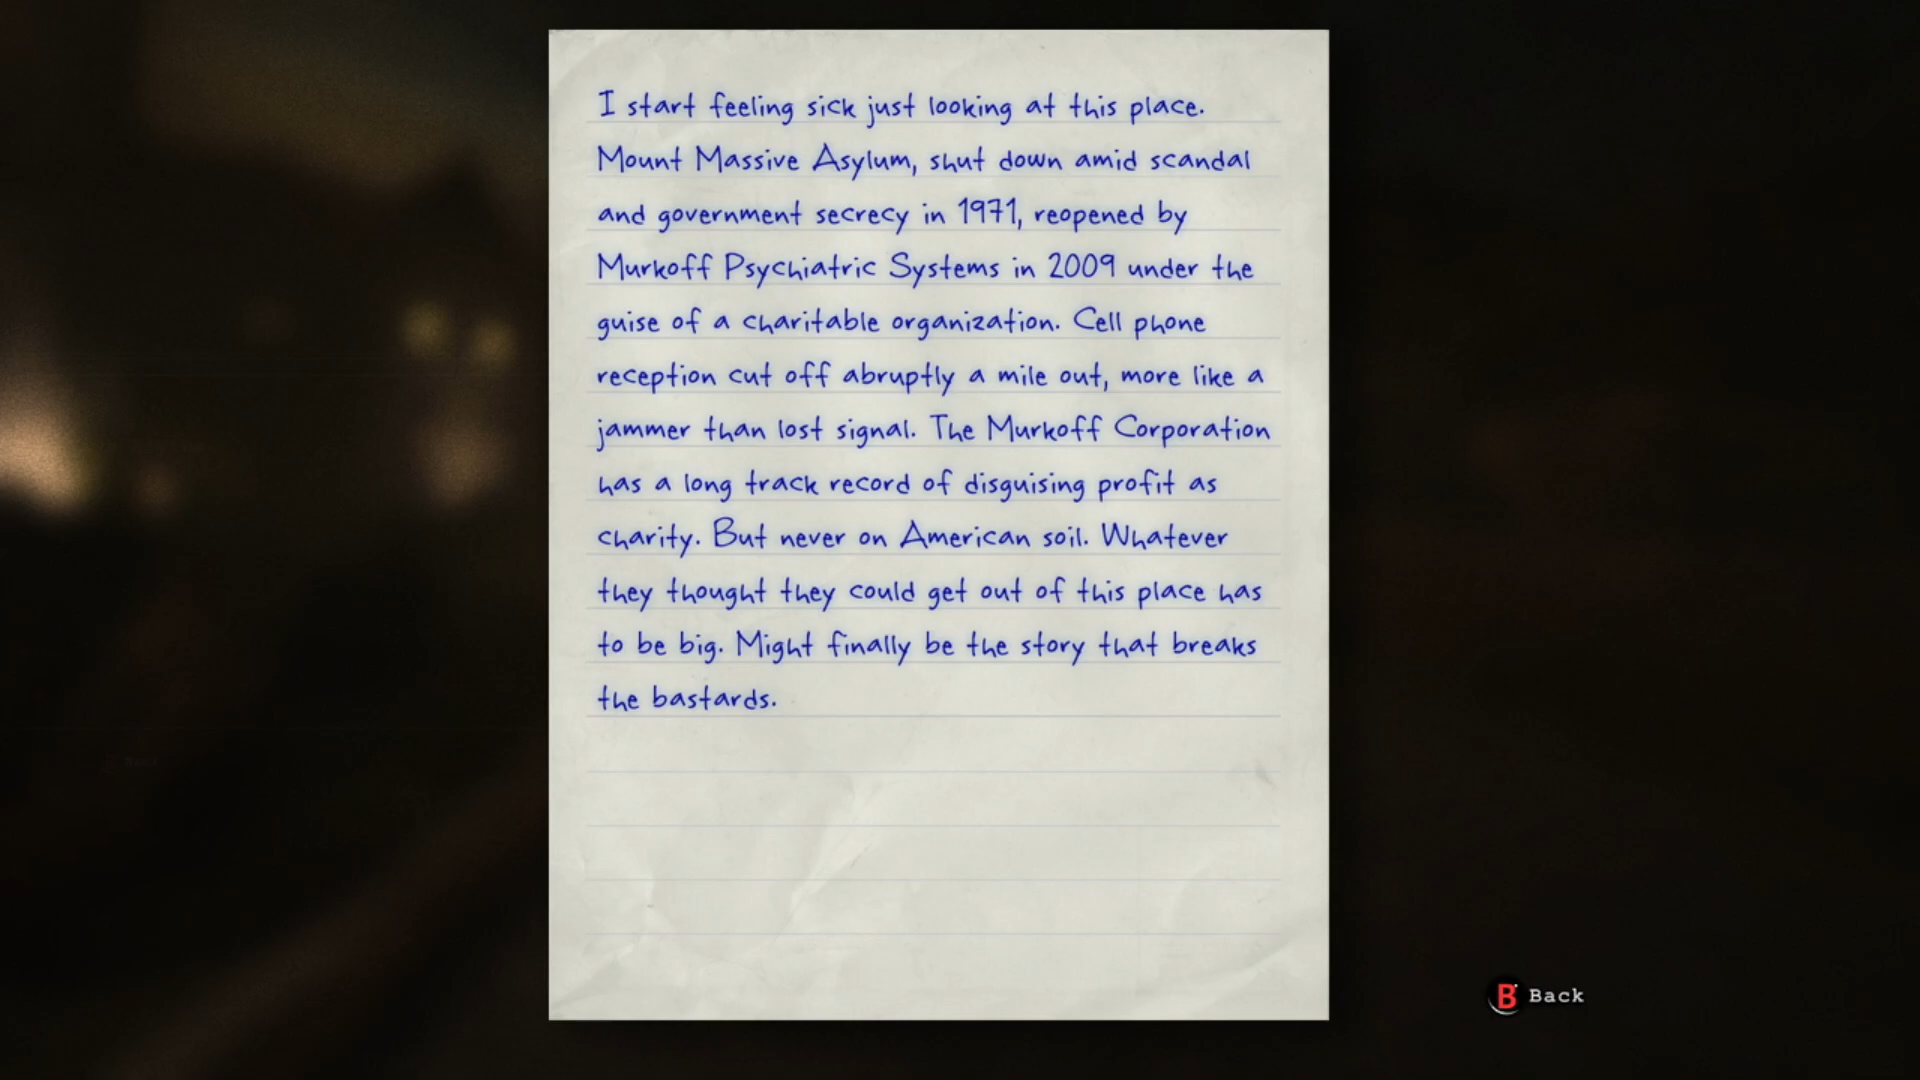 I start feeling sick just looking at this place.
Mount Massive Asylum, shut down amid scandal
and government secrecy in 1971, reopened by
Murkoff Psychiatric Systems in 2009 under the
guise of a charitable organization. Cell phone
reception cut off abruptly a mile out, more like a
jammer than lost signal. The Murkoff Corporation
has a long track record of disguising profit as
charity. But never on American soil. Whatever
they thought they could get out of this place has
to be big. Might finally be the story that breaks
the bastards.
B Back